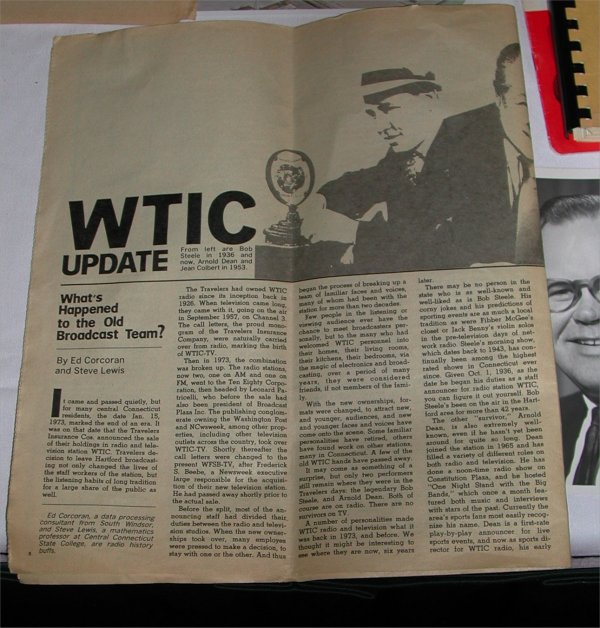 WTIC
UPDATE
From left are Bob
Steele in 1936 and
now, Arnold Dean and
Jean Colbert in 1953.
What's
Happened
to the Old
Broadcast Team?
By Ed Corcoran
and Steve Lewis
It came and passed quietly, but
for many central Connecticut
residents, the date Jan. 15,
1973, marked the end of an era. It
was on that date that the Travelers
Insurance Cos. announced the sale
of their holdings in radio and tele-
vision station WTIC. Travelers de-
cision to leave Hartford broadcast-
ing not only changed the lives of
the staff workers of the station, but
the listening habits of long tradition
for a large share of the public as
well.
Ed Corcoran, a data processing
consultant from South Windsor,
and Steve Lewis, a mathematics
professor at Central Connecticut
State College, are radio history
buffs.
8
The Travelers had owned WTIC
radio since its inception back in
1925. When television came along,
they came with it, going on the air
in September 1957, on Channel 3.
The call letters, the proud mono-
gram of the Travelers Insurance
Company, were naturally carried
over from radio, marking the birth
of WTIC-TV.
Then in 1973, the combination
was broken up. The radio stations,
now two, one on AM and one on
FM, went to the Ten Eighty Corpo-
ration, then headed by Leonard Pa-
tricelli, who before the sale had
also been president of Broadcast
Plaza Inc. The publishing conglom-
erate owning the Washington Post
and Newsweek, among other prop-
erties, including other television
outlets across the country, took over
WTIC-TV. Shortly thereafter the
call letters were changed to the
present WFSB-TV, after Frederick
S. Beebe, a Newsweek executive
large responsible for the acquisi-
tion of their new television station.
He had passed away shortly prior to
the actual sale.
Before the split, most of the an-
nouncing staff had divided their
duties between the radio and televi-
sion studios. When the new owner-
ships took over, many employes
were pressed to make a decision, to
stay with one or the other. And thus
began the process of breaking up a
team of familiar faces and voices,
many of whom had been with the
station for more than two decades.
Few people in the listening or
viewing audience ever have the
chance to meet broadcasters per-
sonally, but to the many who had
welcomed WTIC personnel into
their homes, their living rooms,
their kitchens, their bedrooms, via
the magic of electronics and broad-
casting, over a period of many
years, they were considered
friends, if not members of the fami-
ly.
With the new ownerships, for-
mats were changed, to attract new,
and younger, audiences, and new
and younger faces and voices have
come onto the scene. Some familiar
personalities have retired, others
have found work on other stations,
many in Connecticut. A few of the
old WTIC hands have passed away.
It may come as something of a
surprise, but only two performers
still remain where they were in the
Travelers days: the legendary Bob
Steele, and Arnold Dean. Both of
course are on radio. There are no
survivors on TV.
A number of personalities made
WTIC radio and television what it
was back in 1973, and before. We
thought it might be interesting to
see where they are now, six years
later.
There may be no person in the
state who is as well-known and
well-liked as is Bob Steele. His
corny jokes and his predictions of
sporting events are as much a local
tradition as were Fibber McGee's
closet or Jack Benny's violin solos
in the pre-television days of net-
work radio. Steele's morning show,
which dates back to 1943, has con-
tinually been among the highest
rated shows in Connecticut ever
since. Given Oct. 1, 1936, as the
date he began his duties as a staff
announcer for radio station WTIC,
you can figure it out yourself. Bob
Steele's been on the air in the Hart-
ford area for more than 42 years.
The other "survivor," Arnold
Dean, is also extremely well-
known, even if he hasn't yet been
around for quite so long. Dean
joined the station in 1965 and has
filled a variety of different roles on
both radio and television. He has
done a noon-time radio show on
Constitution Plaza, and he hosted
"One Night Stand with the Big
Bands," which once a month fea-
tured both music and interviews
with stars of the past. Currently the
area's sports fans most easily recog-
nize his name. Dean is a first-rate
play-by-play announcer for live
sports events, and now as sports di-
rector for WTIC radio, his early